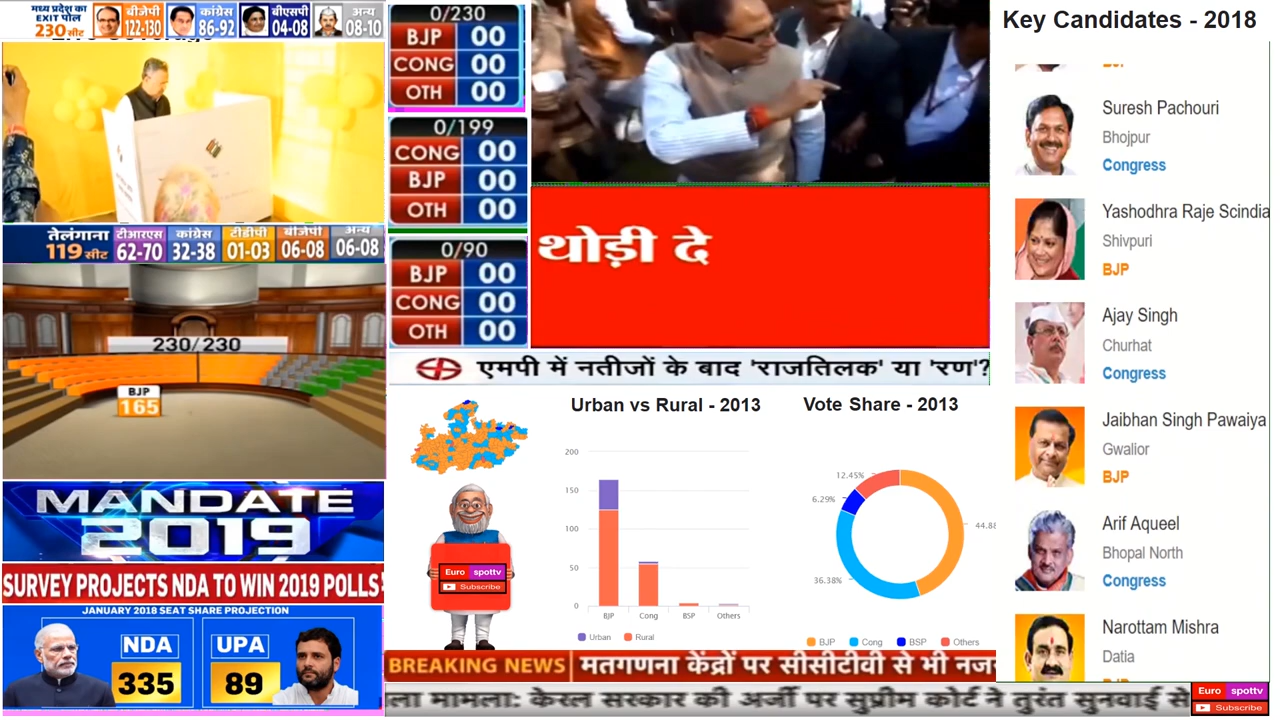 मध्य प्रदेश का
EXIT पोल
230 सीट
बीजेपी
122-130
कांग्रेस
86-92
बीएसपी
04-08
अन्य
08-10
तेलंगाना
119 सीट
टीआरएस
62-70
कांग्रेस
32-38
टीडीपी
01-03
बीजेपी
06-08
अन्य
06-08
230/230
BJP
165
MANDATE
2019
SURVEY PROJECTS NDA TO WIN 2019 POLLS
JANUARY 2018 SEAT SHARE PROJECTION
NDA
335
UPA
89
0/230
BJP 00
CONG 00
OTH 00
0/199
CONG 00
BJP 00
OTH 00
0/90
BJP 00
CONG 00
OTH 00
थोड़ी दे
एमपी में नतीजों के बाद 'राजतिलक' या 'रण'?
Urban vs Rural - 2013
200
150
100
50
0
BJP Cong BSP Others
Urban Rural
Euro spottv
Subscribe
Vote Share - 2013
12.45%
6.29%
44.88
36.38%
BJP Cong BSP Others
Key Candidates - 2018
Suresh Pachouri
Bhojpur
Congress
Yashodhra Raje Scindia
Shivpuri
BJP
Ajay Singh
Churhat
Congress
Jaibhan Singh Pawaiya
Gwalior
BJP
Arif Aqueel
Bhopal North
Congress
Narottam Mishra
Datia
BREAKING NEWS मतगणना केंद्रों पर सीसीटीवी से भी नजर
ला मामला: केरल सरकार की अर्जी पर सुप्रीम कोर्ट ने तुरंत सुनवाई से
Euro spottv
Subscribe